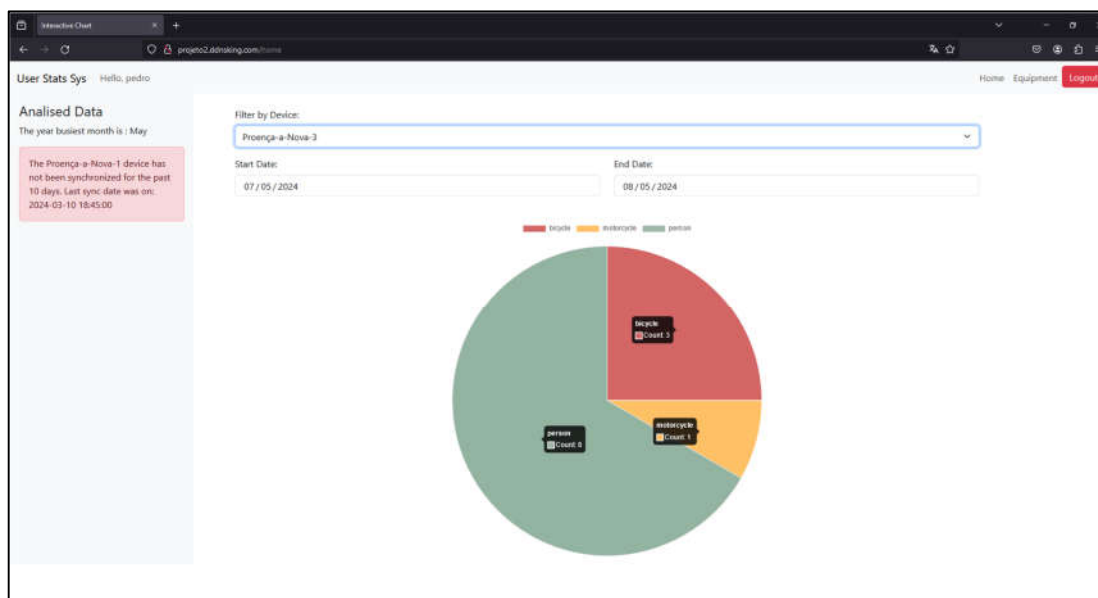 Interactive Chart
projeto2.ddnsking.com/home
User Stats Sys Hello, pedro
Home Equipment Logout
Analised Data
The year busiest month is : May
The Proença-a-Nova-1 device has
not been synchronized for the past
10 days. Last sync date was on:
2024-03-10 18:45:00
Filter by Device:
Proença-a-Nova-3
Start Date: End Date:
07/05/2024 08/05/2024
bicycle motorcycle person
bicycle
Count: 3
motorcycle
Count: 1
person
Count: 8